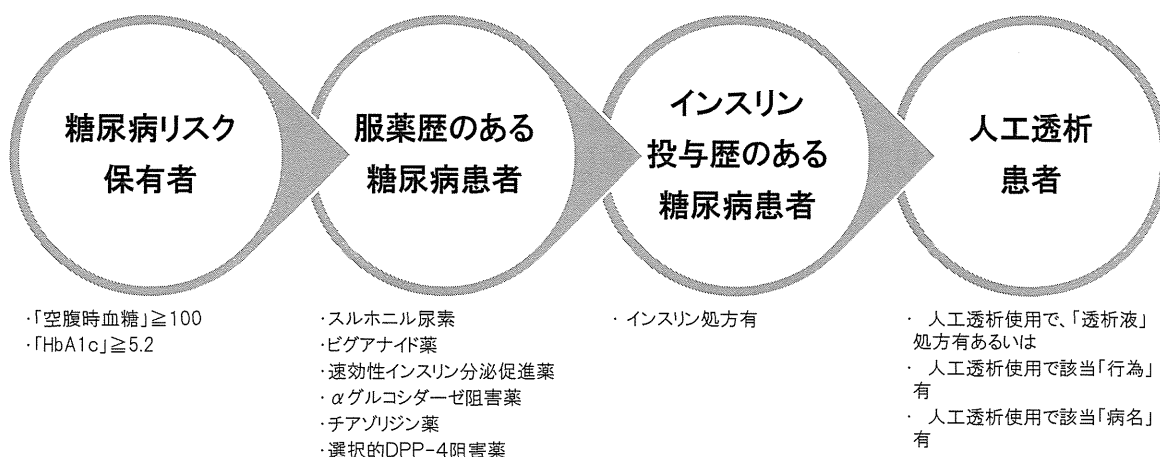 糖尿病リスク
保有者
服薬歴のある
糖尿病患者
インスリン
投与歴のある
糖尿病患者
人工透析
患者
･「空腹時血糖」≧100
･「HbA1c」≧5.2
･スルホニル尿素
･ビグアナイド薬
･速効性インスリン分泌促進薬
･αグルコシダーゼ阻害薬
･チアゾリジン薬
･選択的DPP-4阻害薬
･ インスリン処方有
･ 人工透析使用で、「透析液」
処方有あるいは
･ 人工透析使用で該当「行為」
有
･ 人工透析使用で該当「病名」
有